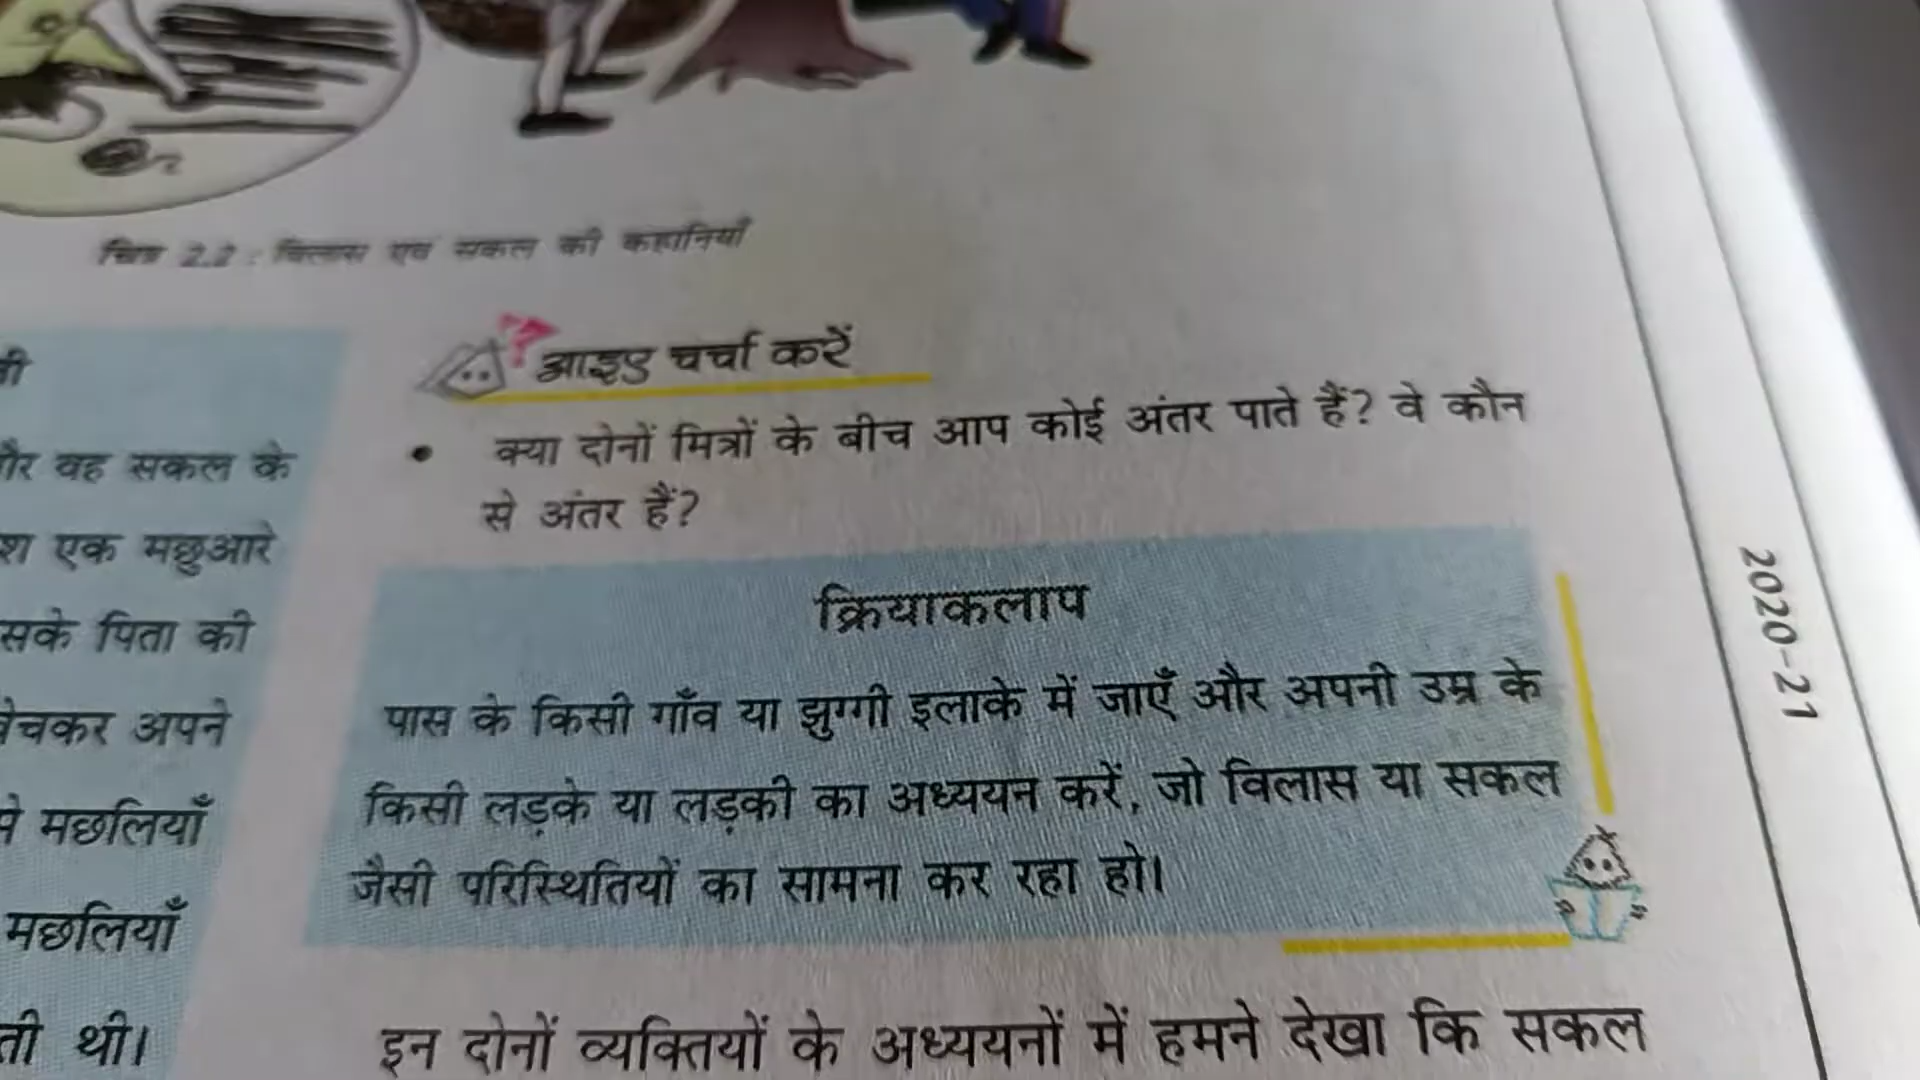 चित्र 2.2 : विलास एवं सकल की कहानियाँ
ी
ौर वह सकल के
श एक मछुआरे
सके पिता की
ेचकर अपने
से मछलियाँ
मछलियाँ
ती थी।
आइए चर्चा करें
• क्या दोनों मित्रों के बीच आप कोई अंतर पाते हैं? वे कौन
से अंतर हैं?
क्रियाकलाप
पास के किसी गाँव या झुग्गी इलाके में जाएँ और अपनी उम्र के
किसी लड़के या लड़की का अध्ययन करें, जो विलास या सकल
जैसी परिस्थितियों का सामना कर रहा हो।
इन दोनों व्यक्तियों के अध्ययनों में हमने देखा कि सकल
2020-21